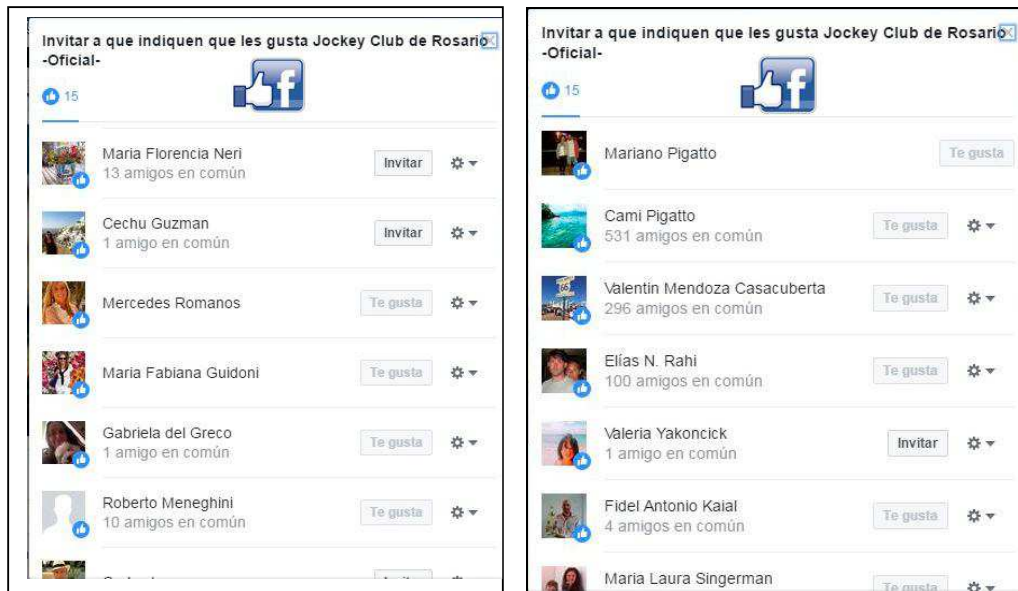 Invitar a que indiquen que les gusta Jockey Club de Rosario
-Oficial-
15
Maria Florencia Neri
13 amigos en común
Invitar
Cechu Guzman
1 amigo en común
Invitar
Mercedes Romanos
Te gusta
Maria Fabiana Guidoni
Te gusta
Gabriela del Greco
1 amigo en común
Te gusta
Roberto Meneghini
10 amigos en común
Te gusta
Invitar a que indiquen que les gusta Jockey Club de Rosario
-Oficial-
15
Mariano Pigatto
Te gusta
Cami Pigatto
531 amigos en común
Te gusta
Valentin Mendoza Casacuberta
296 amigos en común
Te gusta
Elías N. Rahi
100 amigos en común
Te gusta
Valeria Yakoncick
1 amigo en común
Invitar
Fidel Antonio Kaial
4 amigos en común
Te gusta
Maria Laura Singerman
Te gusta